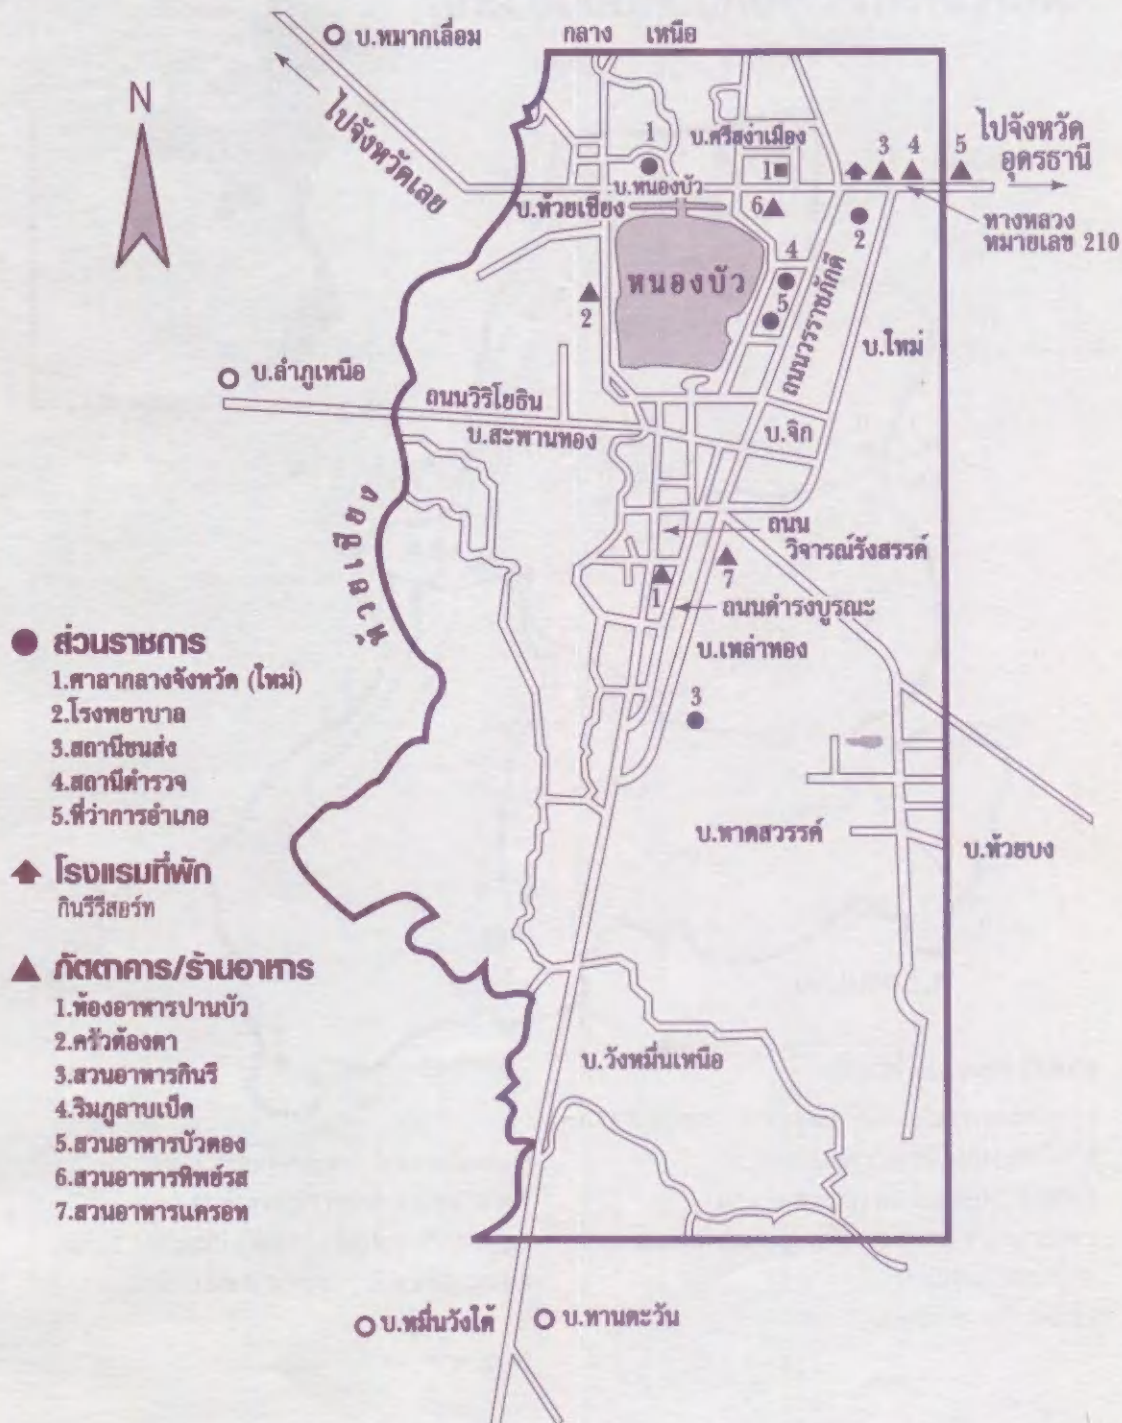 บ.หมากเลื่อม
กลาง เหนือ
N
ไปจังหวัดเลย
1
บ.ศรีสง่าเมือง
3
4
5
ไปจังหวัด
อุดรธานี
1
บ.หนองบัว
บ.ห้วยเชียง
6
2
ทางหลวง
หมายเลข 210
4
หนองบัว
5
2
ถนนวรราชภักดี
บ.ใหม่
บ.ลำภูเหนือ
ถนนวิริโยธิน
บ.สะพานทอง
บ.จิก
ถนน
วิจารณ์รังสรรค์
7
1
ถนนดำรงบูรณะ
บ.เหล่าทอง
3
● ส่วนราชการ
1.ศาลากลางจังหวัด (ใหม่)
2.โรงพยาบาล
3.สถานีขนส่ง
4.สถานีตำรวจ
5.ที่ว่าการอำเภอ
บ.หาดสวรรค์
บ.ห้วยบง
โรงแรมที่พัก
กินรีรีสอร์ท
▲ ภัตตาคาร/ร้านอาหาร
1.ห้องอาหารปานบัว
2.ครัวต้องตา
3.สวนอาหารกินรี
4.ริมภูลาบเป็ด
5.สวนอาหารบัวตอง
6.สวนอาหารทิพย์รส
7.สวนอาหารแครอท
บ.วังหมื่นเหนือ
บ.หมื่นวังใต้
บ.ทานตะวัน